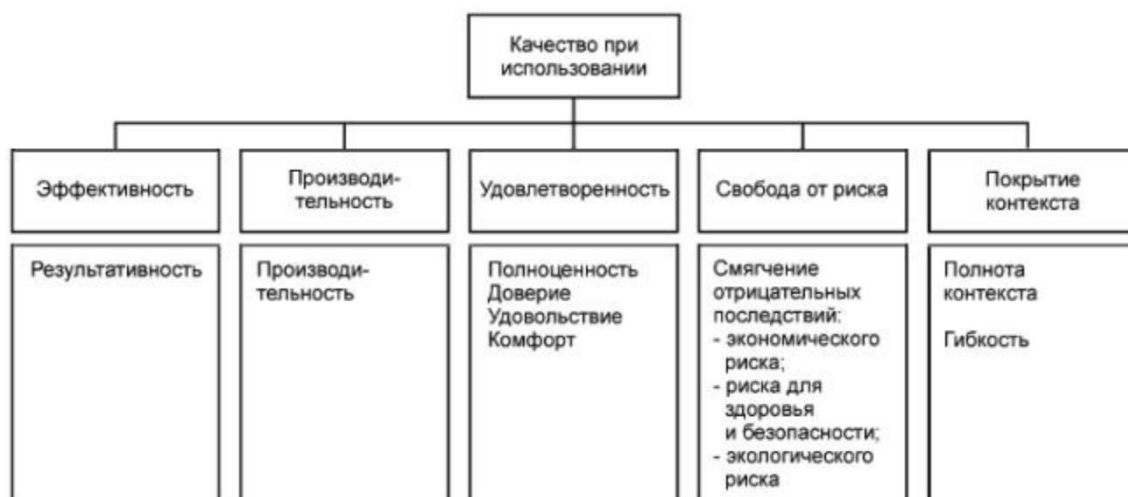 Качество при
использовании
Эффективность
Производи-
тельность
Удовлетворенность
Свобода от риска
Покрытие
контекста
Результативность
Производи-
тельность
Полноценность
Доверие
Удовольствие
Комфорт
Смягчение
отрицательных
последствий:
- экономического
риска;
- риска для
здоровья
и безопасности;
- экологического
риска
Полнота
контекста
Гибкость